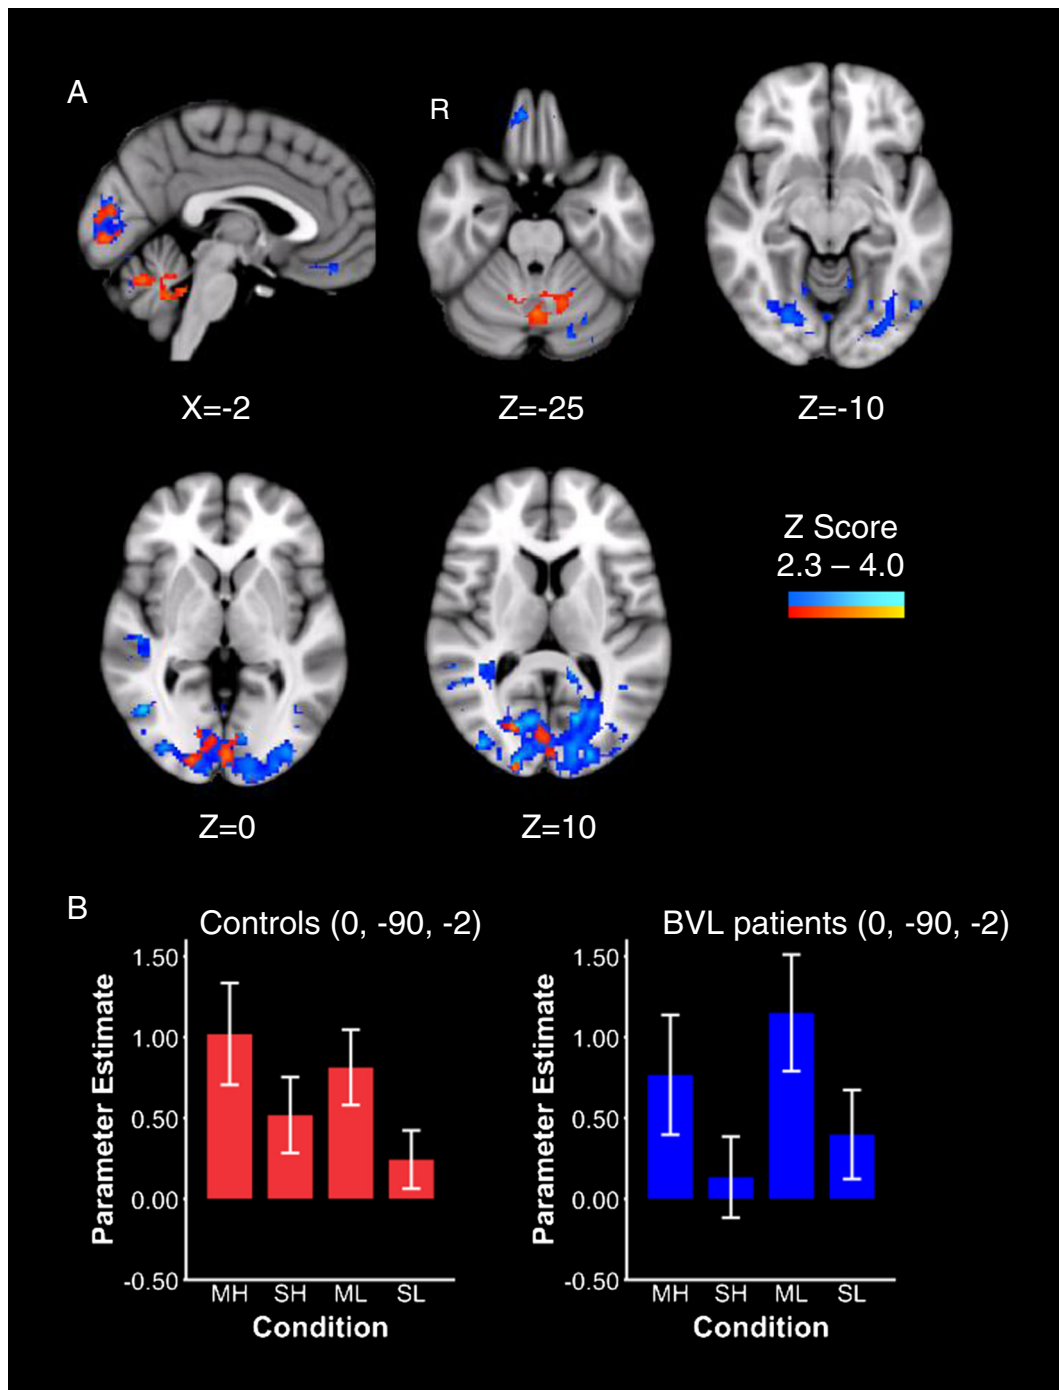 A
R
X=-2
Z=-25
Z=-10
Z Score
2.3 – 4.0
Z=0
Z=10
B
Controls (0, -90, -2)
Parameter Estimate
1.50
1.00
0.50
0.00
-0.50
MH SH ML SL
Condition
BVL patients (0, -90, -2)
Parameter Estimate
1.50
1.00
0.50
0.00
-0.50
MH SH ML SL
Condition